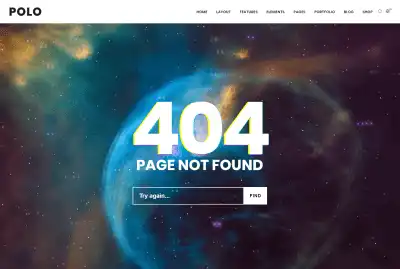 POLO
HOME LAYOUT FEATURES ELEMENTS PAGES PORTFOLIO BLOG SHOP
404
PAGE NOT FOUND
Try again... FIND